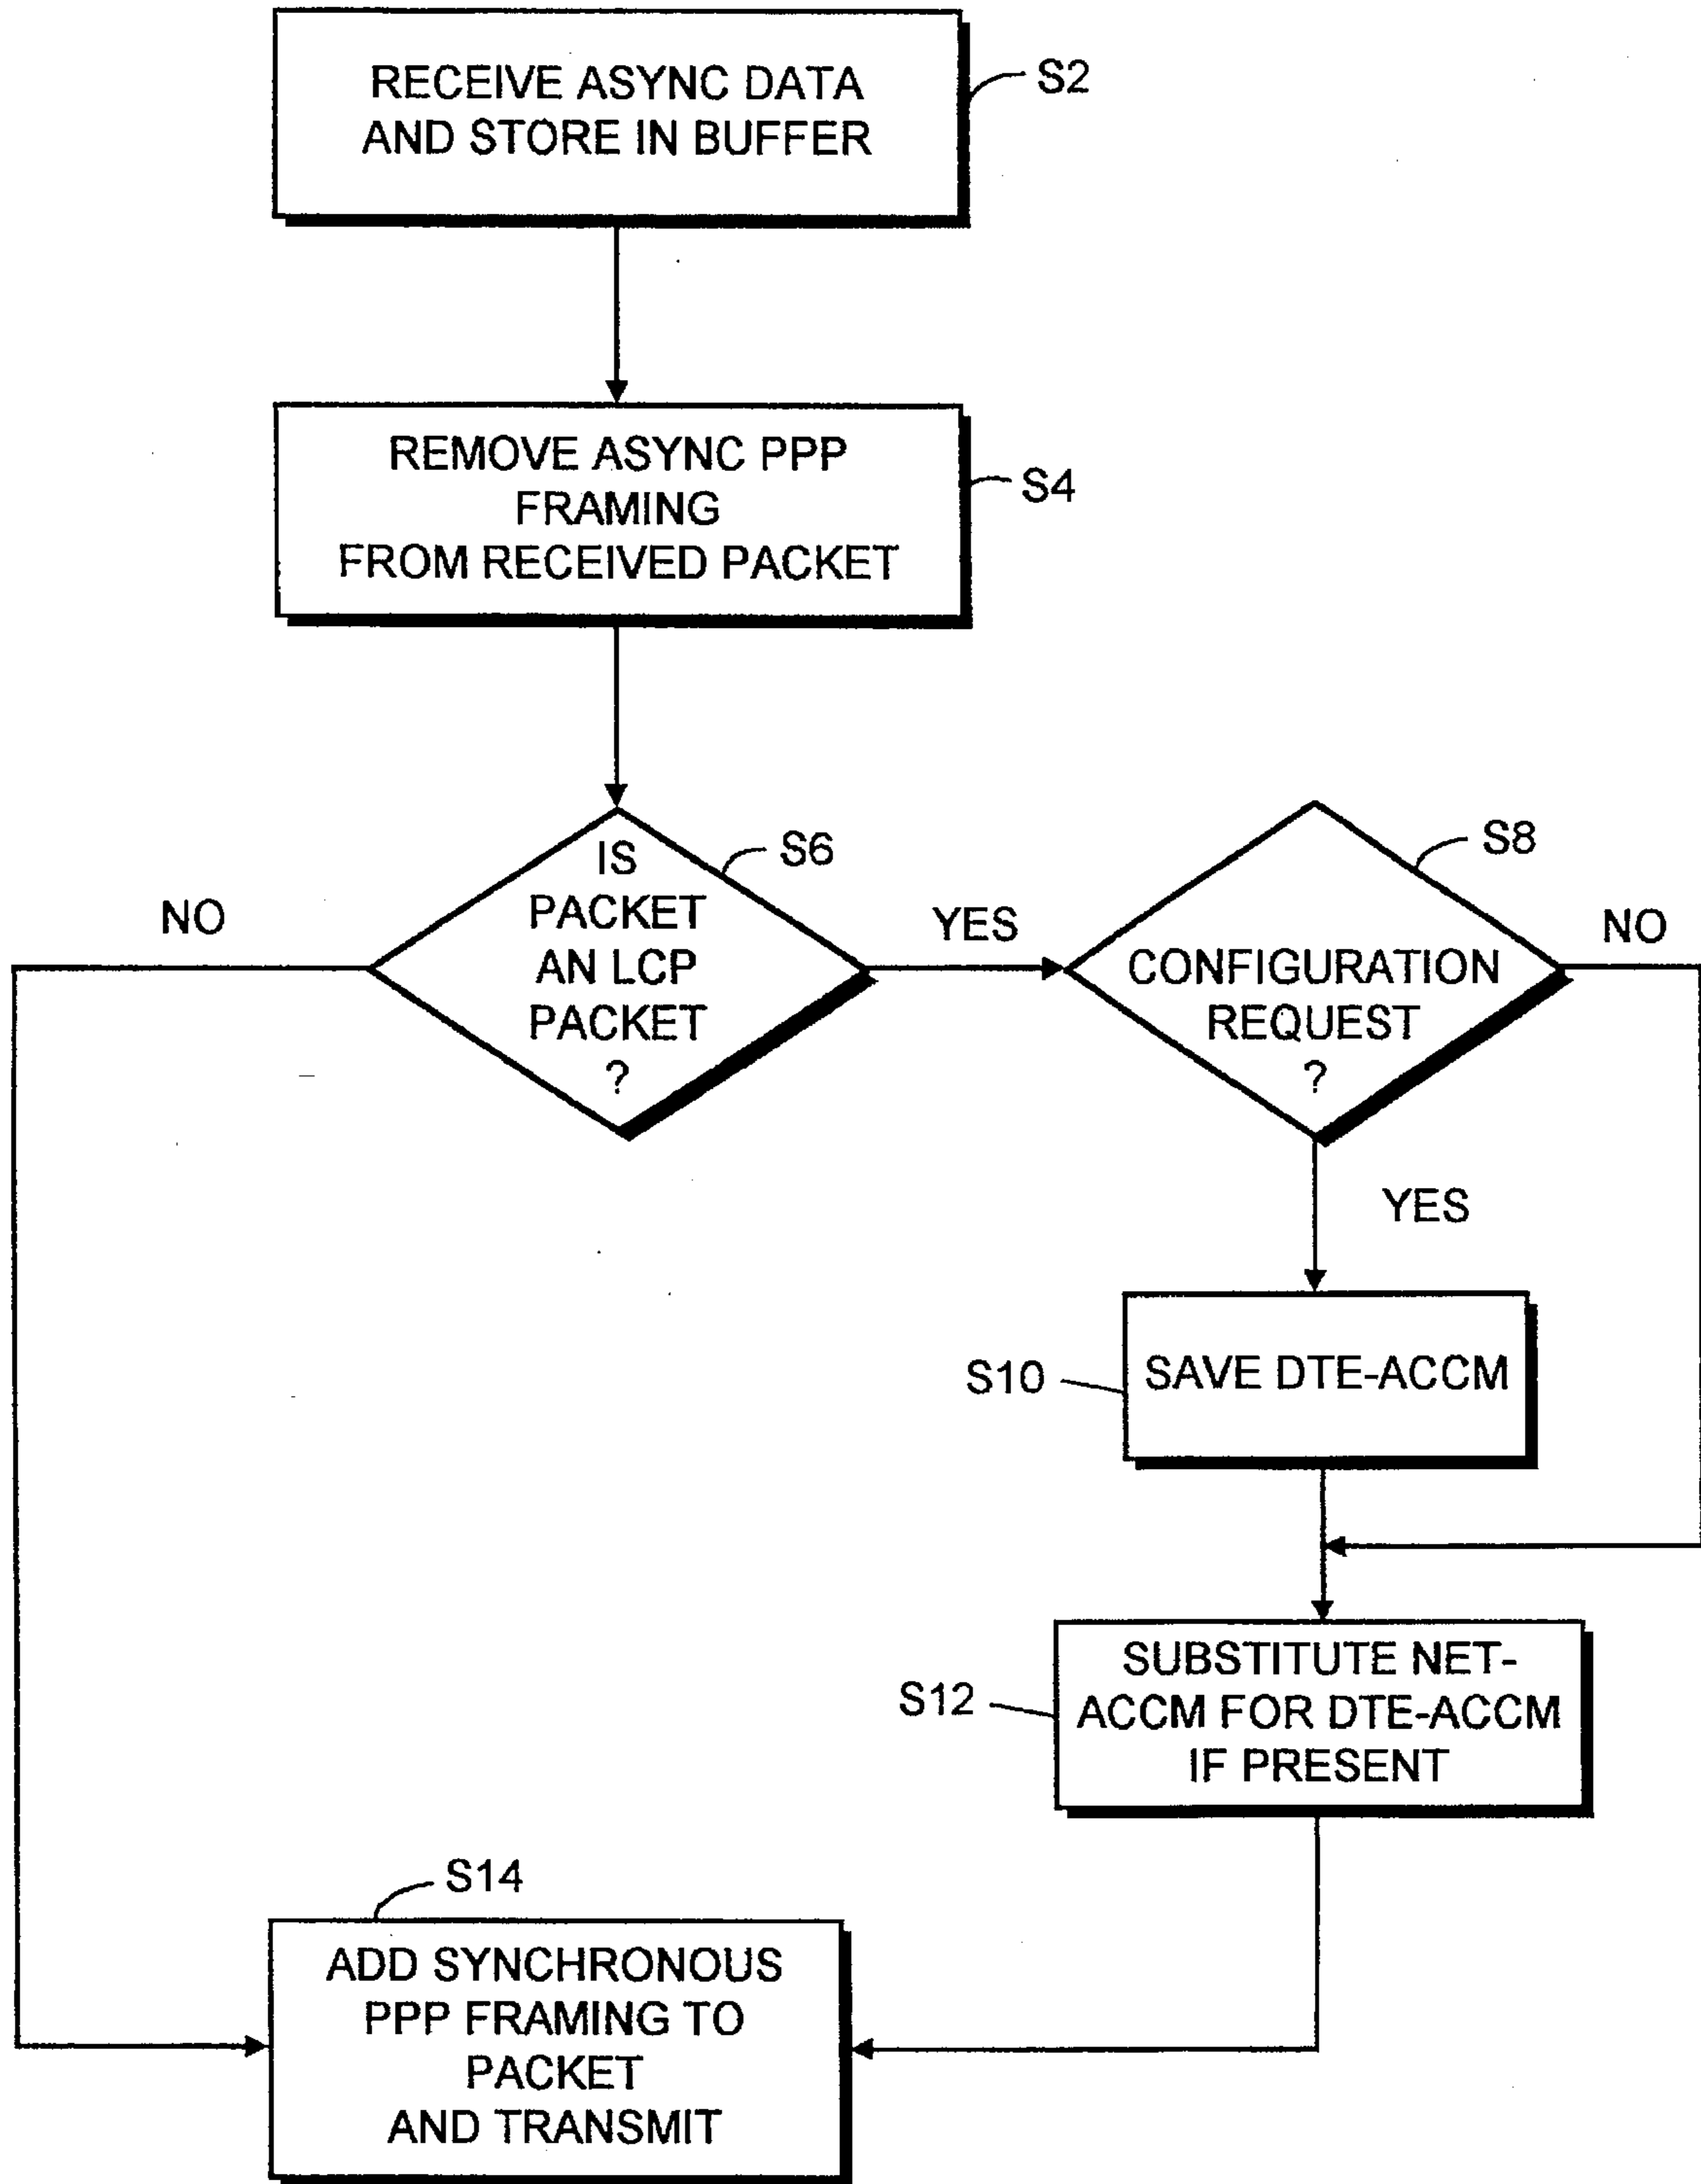 RECEIVE ASYNC DATA
AND STORE IN BUFFER
S2
REMOVE ASYNC PPP
FRAMING
FROM RECEIVED PACKET
S4
IS
PACKET
AN LCP
PACKET
?
S6
NO
YES
CONFIGURATION
REQUEST
?
S8
NO
YES
SAVE DTE-ACCM
S10
SUBSTITUTE NET-
ACCM FOR DTE-ACCM
IF PRESENT
S12
S14
ADD SYNCHRONOUS
PPP FRAMING TO
PACKET
AND TRANSMIT